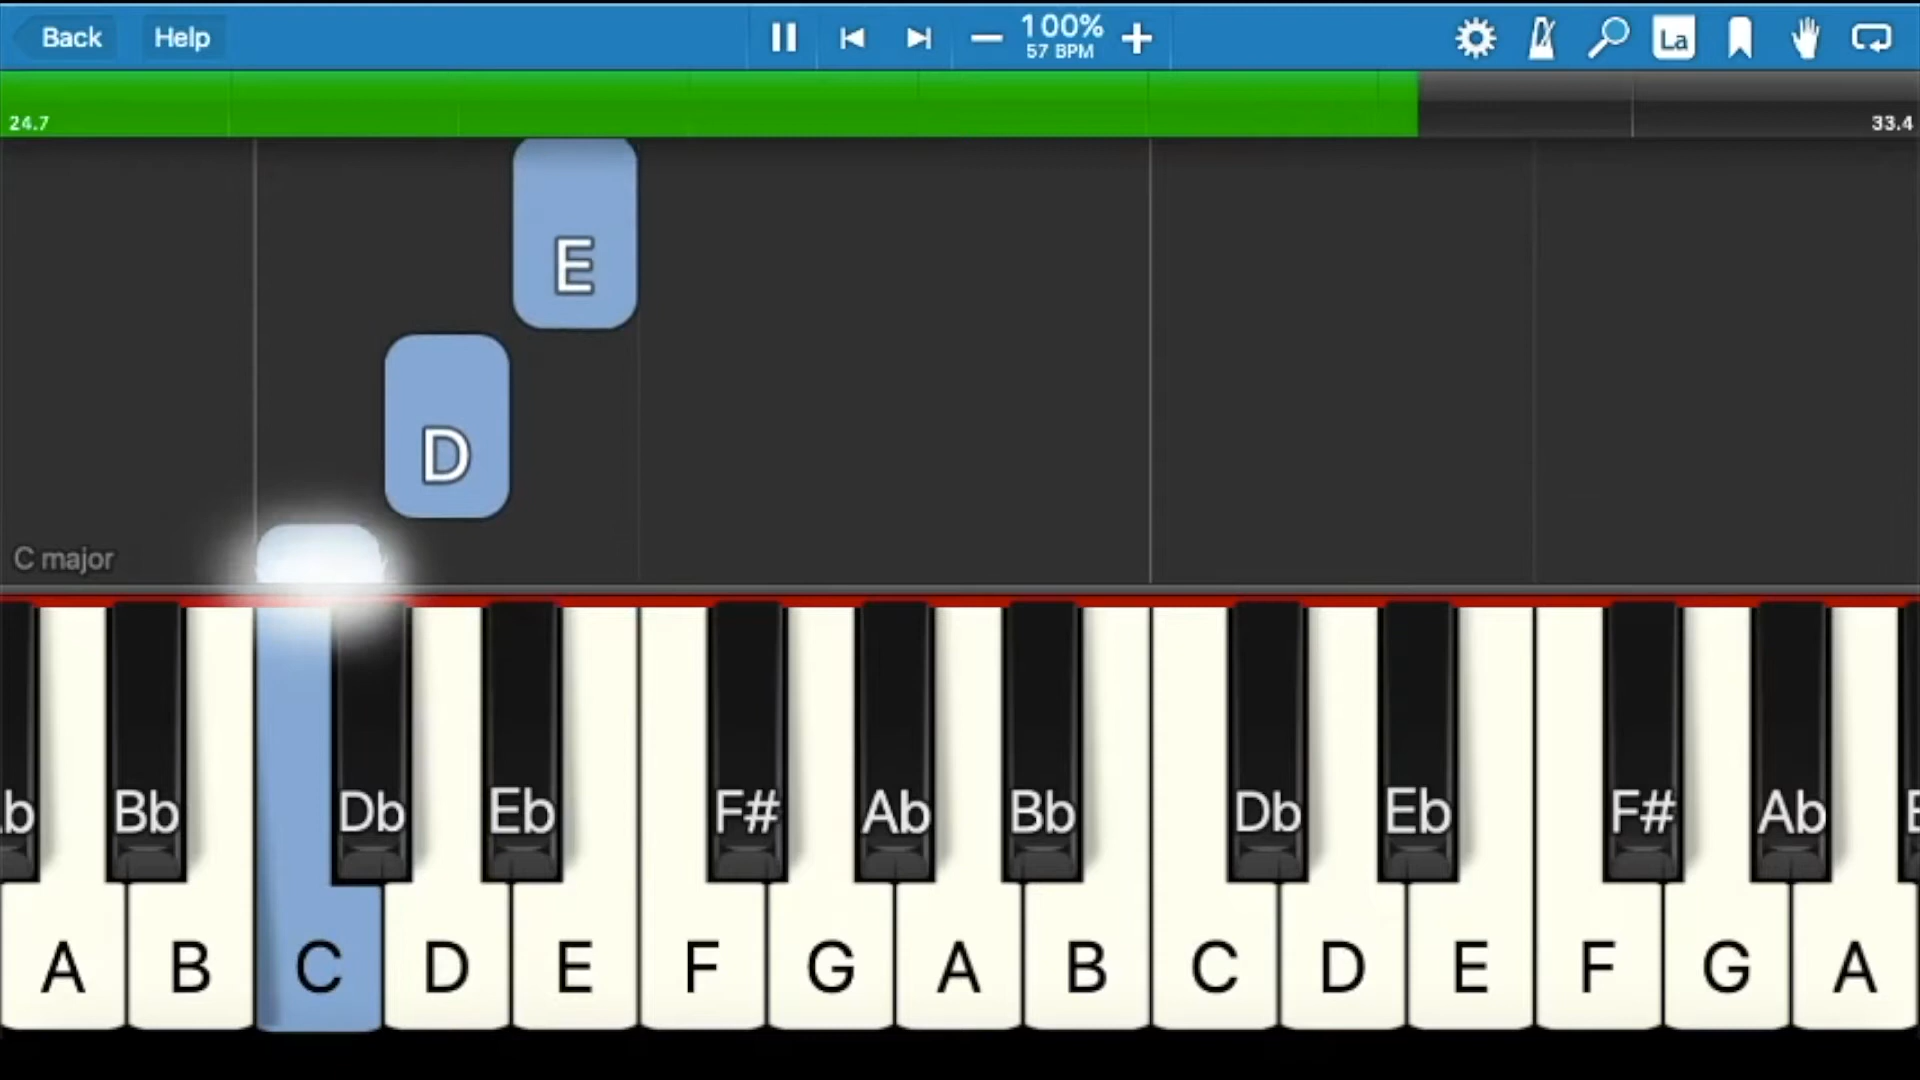 Back Help 100% La
57 BPM
24.7 33.4
E
D
C major
b Bb Db Eb F# Ab Bb Db Eb F# Ab
A B C D E F G A B C D E F G A